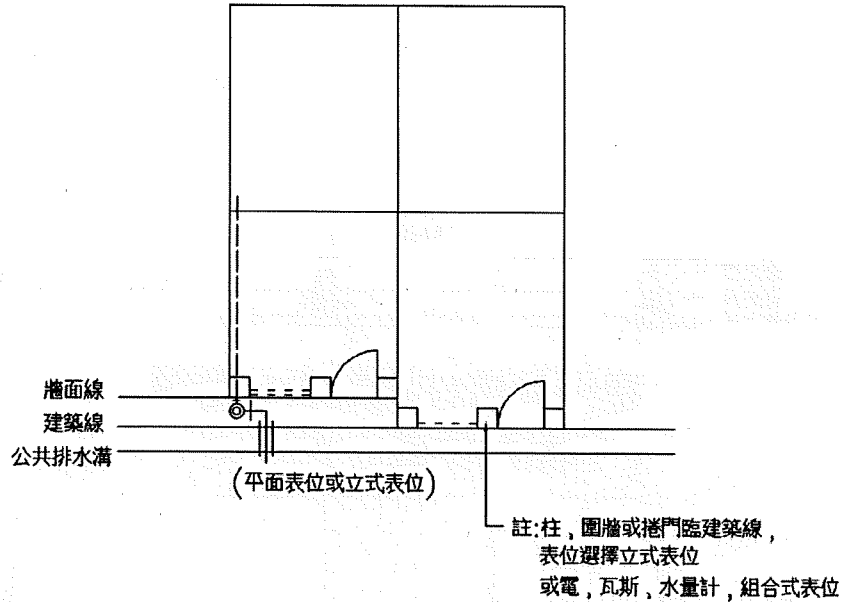 牆面線
建築線
公共排水溝
(平面表位或立式表位)
註:柱,圍牆或捲門臨建築線,
表位選擇立式表位
或電,瓦斯,水量計,組合式表位